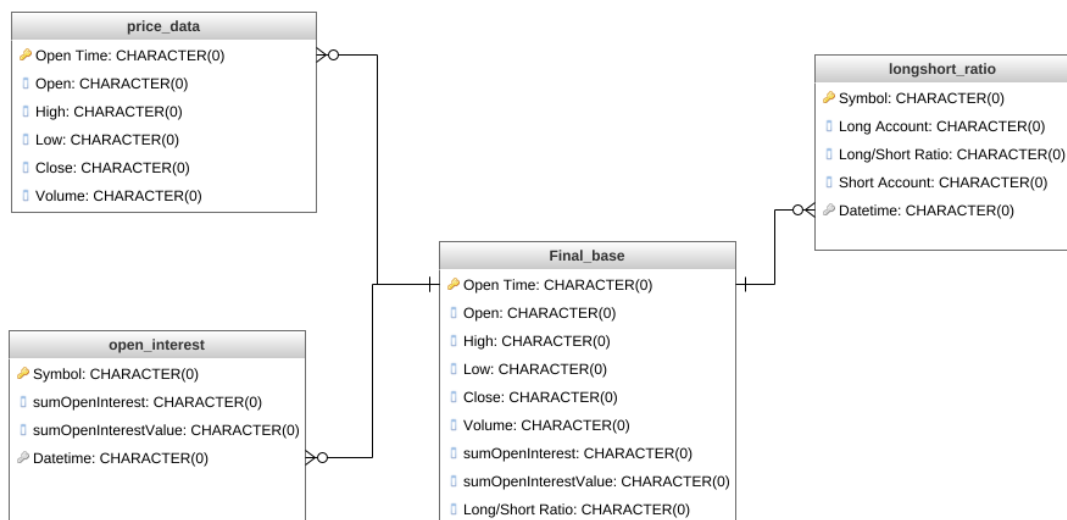 price_data
Open Time: CHARACTER(0)
Open: CHARACTER(0)
High: CHARACTER(0)
Low: CHARACTER(0)
Close: CHARACTER(0)
Volume: CHARACTER(0)
longshort_ratio
Symbol: CHARACTER(0)
Long Account: CHARACTER(0)
Long/Short Ratio: CHARACTER(0)
Short Account: CHARACTER(0)
Datetime: CHARACTER(0)
Final_base
Open Time: CHARACTER(0)
Open: CHARACTER(0)
High: CHARACTER(0)
Low: CHARACTER(0)
Close: CHARACTER(0)
Volume: CHARACTER(0)
sumOpenInterest: CHARACTER(0)
sumOpenInterestValue: CHARACTER(0)
Long/Short Ratio: CHARACTER(0)
open_interest
Symbol: CHARACTER(0)
sumOpenInterest: CHARACTER(0)
sumOpenInterestValue: CHARACTER(0)
Datetime: CHARACTER(0)